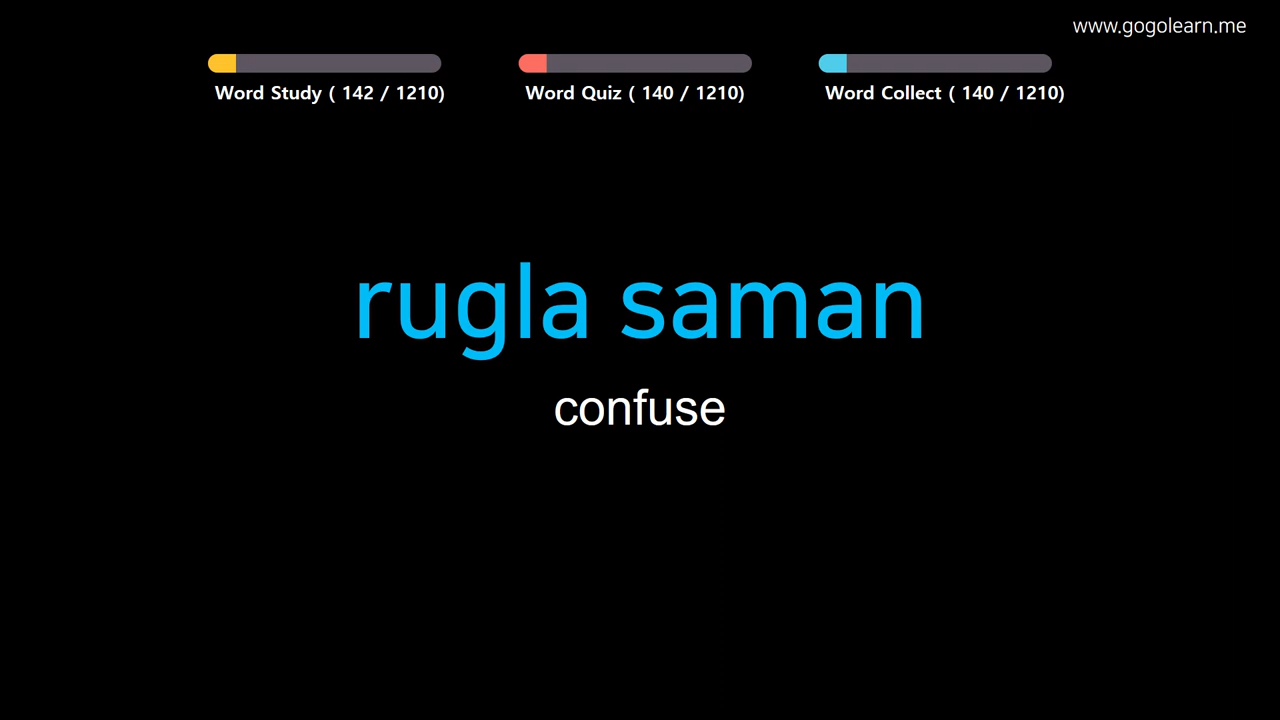 www.gogolearn.me
Word Study ( 142 / 1210)
Word Quiz ( 140 / 1210)
Word Collect ( 140 / 1210)
rugla saman
confuse